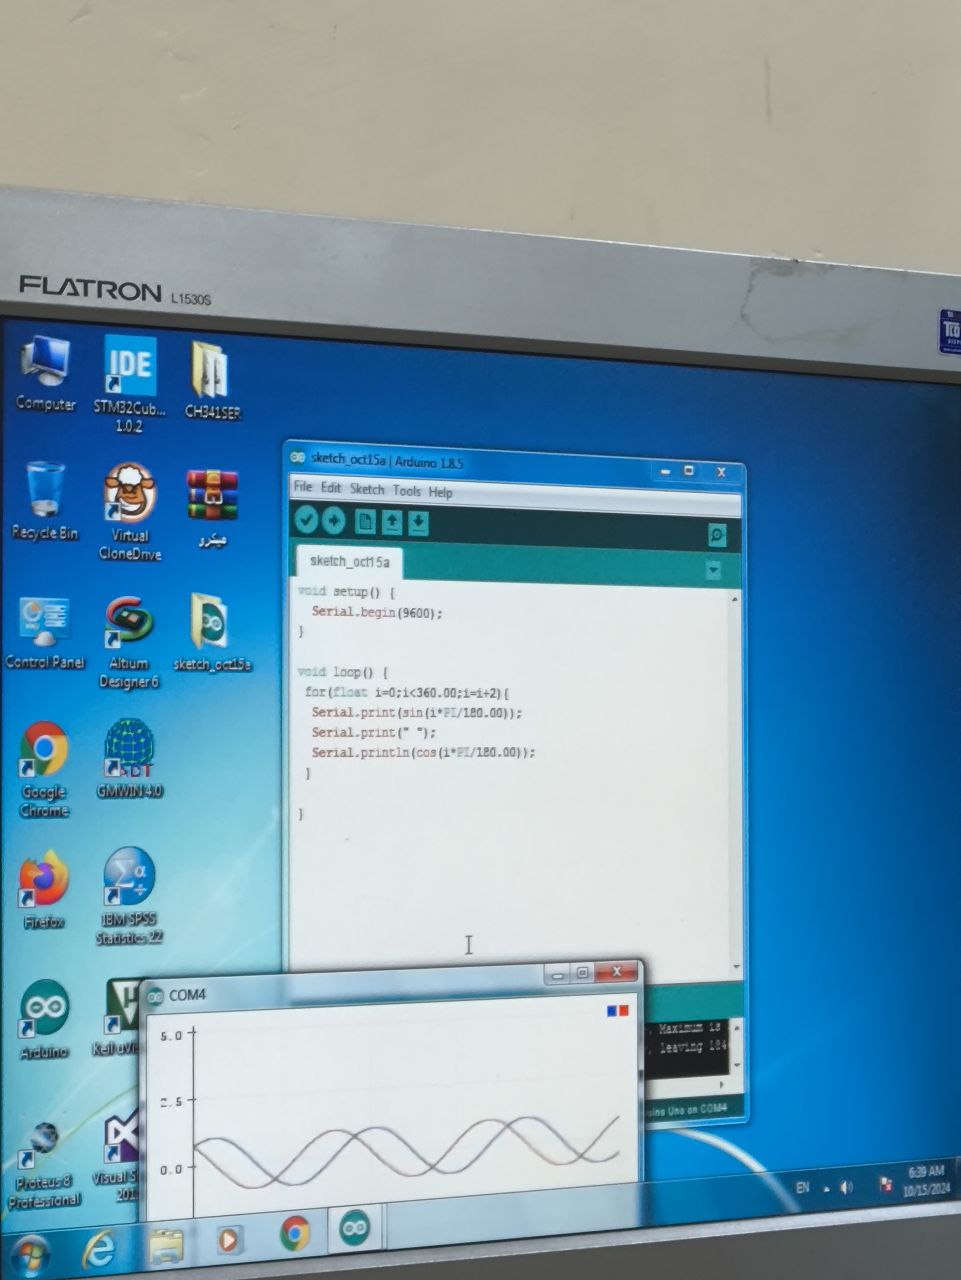 FLATRON L1530S
Computer
STM32Cub...
1.0.2
CH341SER
Recycle Bin
Virtual
CloneDrive
ميكرو
Control Panel
Altium
Designer 6
sketch_oct15a
Google
Chrome
GMWIN 4.0
Firefox
IBM SPSS
Statistics 22
Arduino
Keil uVis
Proteus 8
Professional
Visual S
201
IDE
sketch_oct15a | Arduino 1.8.5
File Edit Sketch Tools Help
sketch_oct15a
void setup() {
Serial.begin(9600);
}
void loop() {
for(float i=0;i<360.00;i=i+2){
Serial.print(sin(i*PI/180.00));
Serial.print(" ");
Serial.println(cos(i*PI/180.00));
}
}
. Maximum is
, leaving 184
Uno on COM4
COM4
5.0
2.5
0.0
EN
6:39 AM
10/15/2024